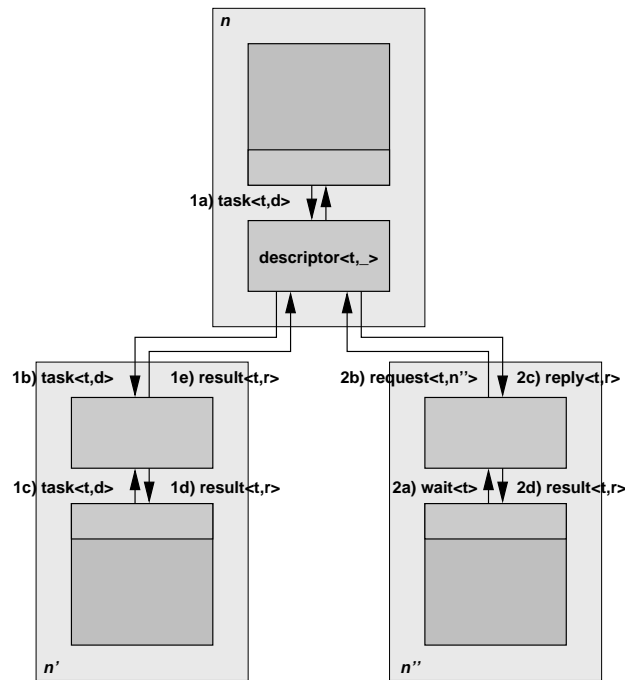 n
1a) task<t,d>
descriptor<t,_>
1b) task<t,d> 1e) result<t,r> 2b) request<t,n''> 2c) reply<t,r>
1c) task<t,d> 1d) result<t,r> 2a) wait<t> 2d) result<t,r>
n' n''